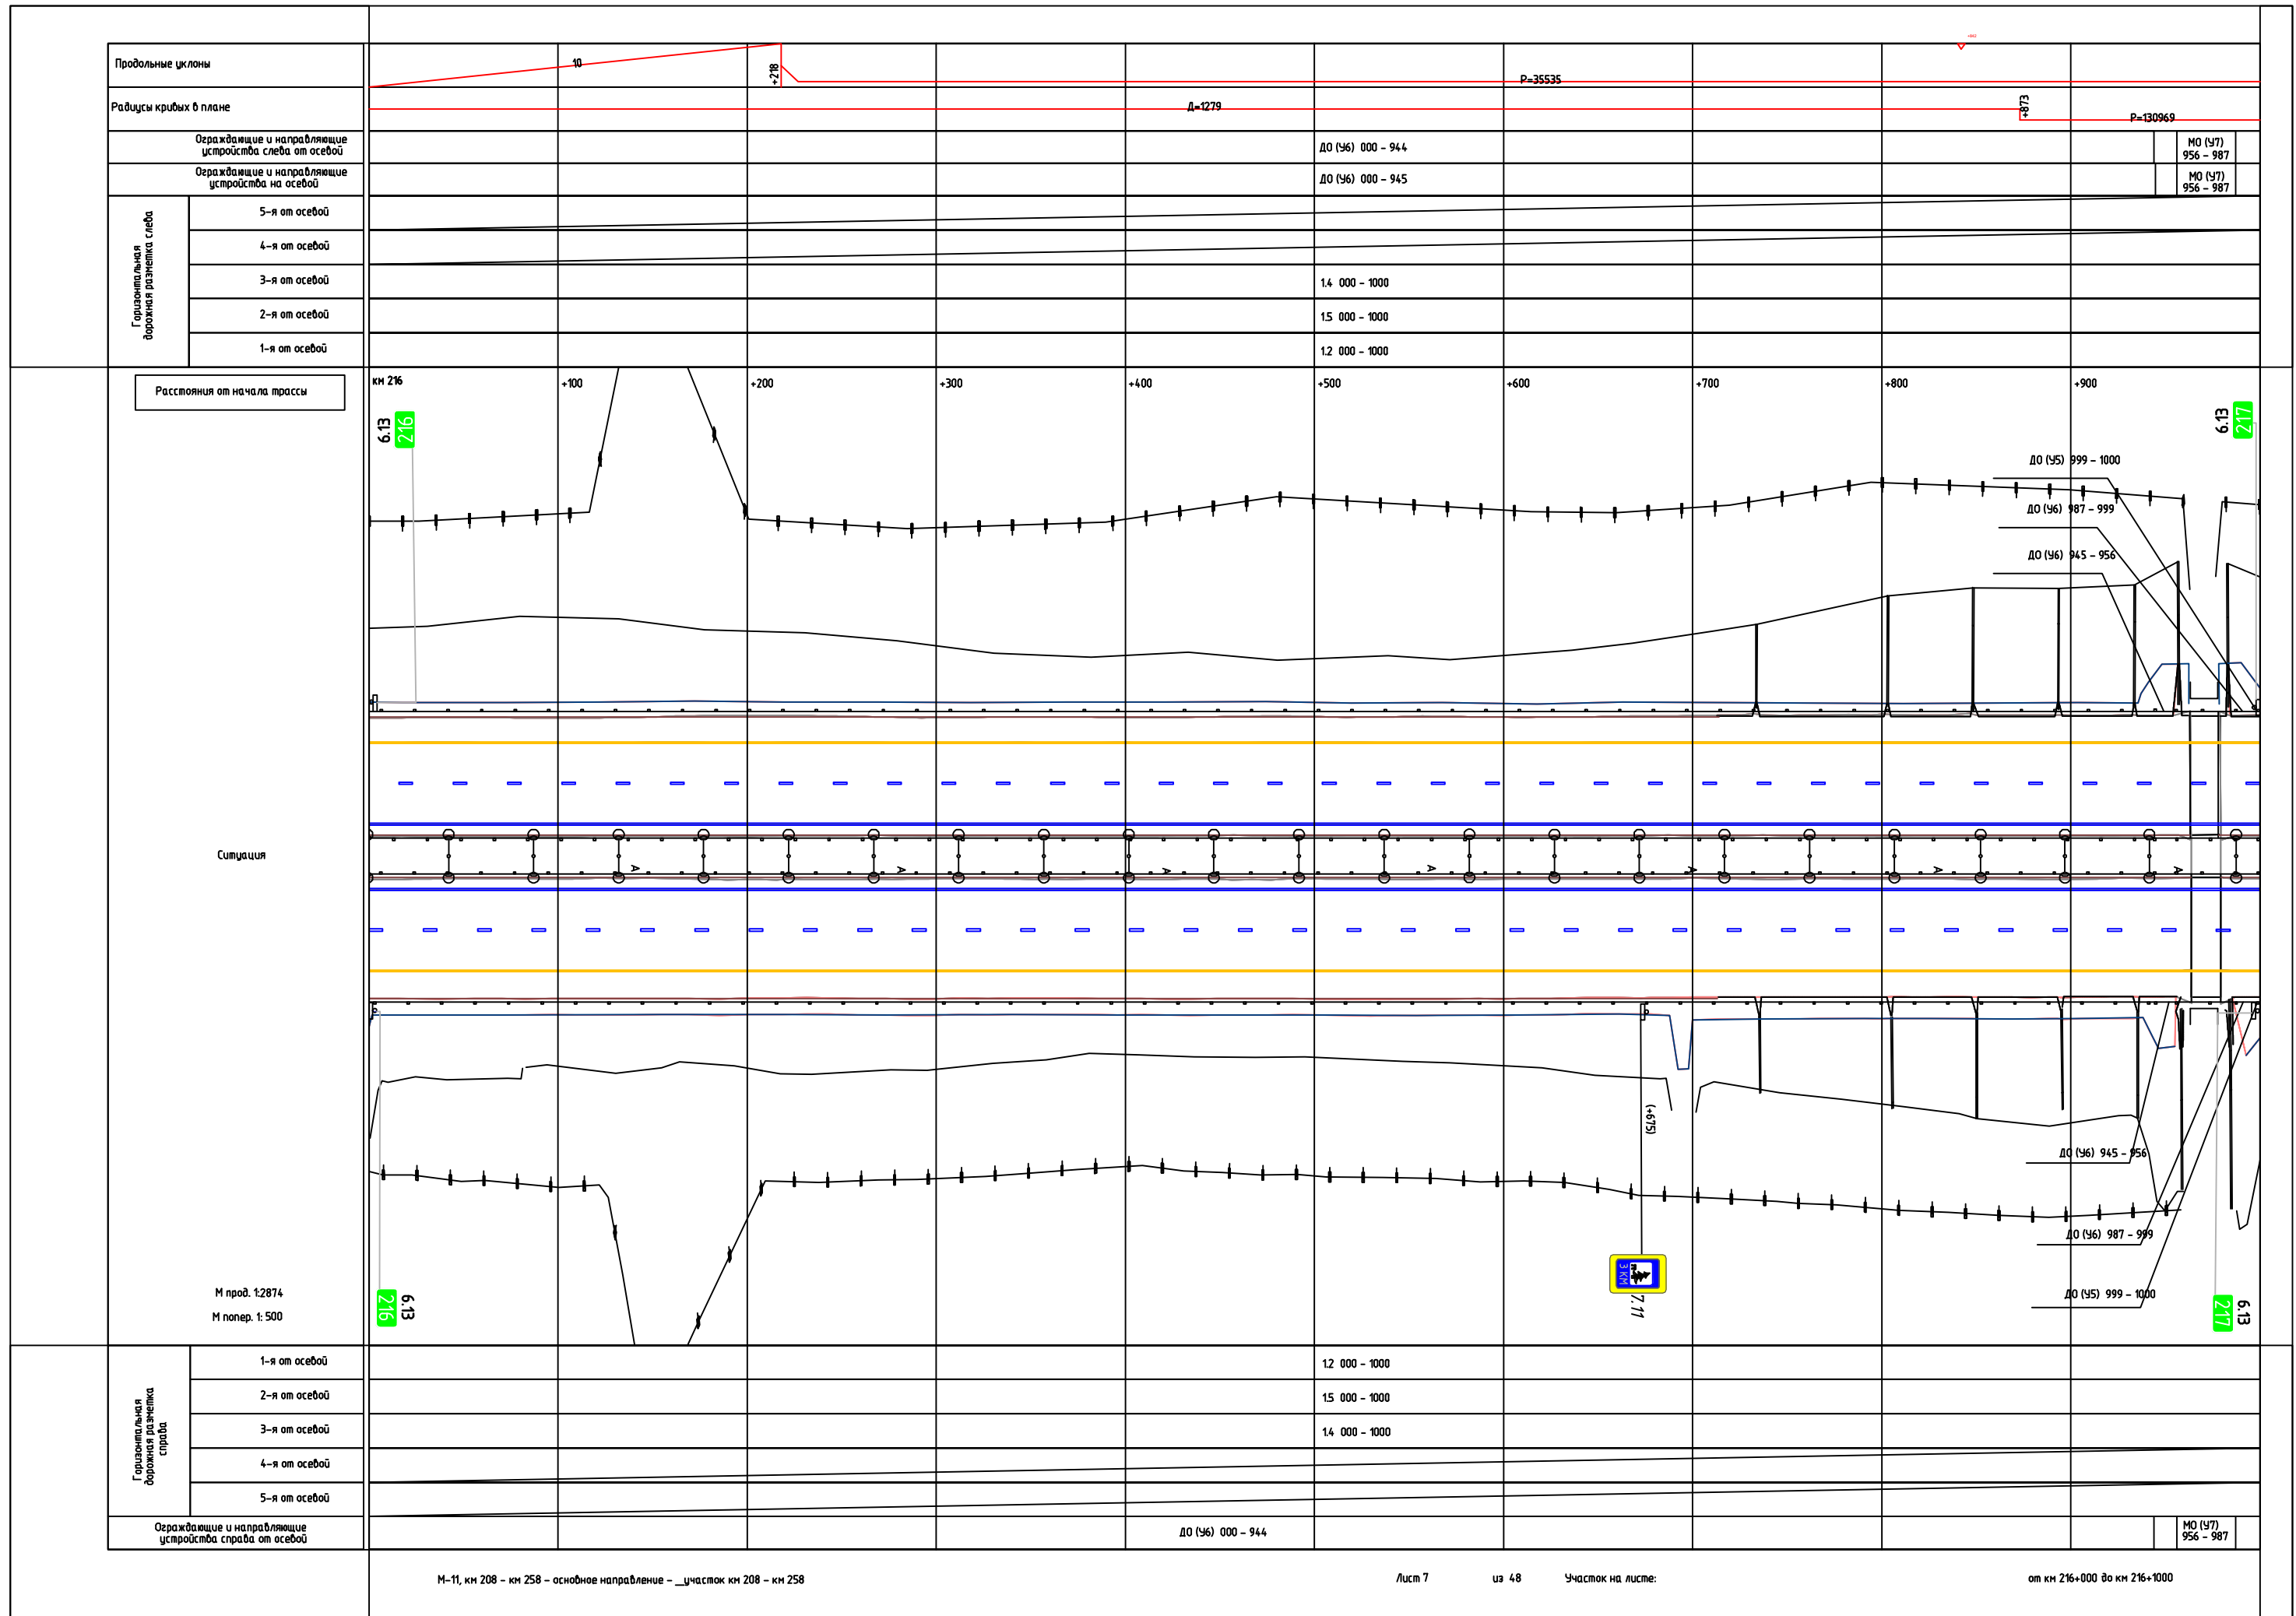 Продольные уклоны
10
+218
Р=35535
Радиусы кривых в плане
Д=1279
+873
Р=130969
Ограждающие и направляющие
устройства слева от осевой
ДО (У6) 000 - 944
МО (У7)
956 - 987
Ограждающие и направляющие
устройства на осевой
ДО (У6) 000 - 945
МО (У7)
956 - 987
Горизонтальная
дорожная разметка слева
5-я от осевой
4-я от осевой
3-я от осевой
1.4 000 - 1000
2-я от осевой
1.5 000 - 1000
1-я от осевой
1.2 000 - 1000
Расстояния от начала трассы
км 216
+100
+200
+300
+400
+500
+600
+700
+800
+900
6.13
216
6.13
217
ДО (У5) 999 - 1000
ДО (У6) 987 - 999
ДО (У6) 945 - 956
А
А
А
А
А
А
А
Ситуация
(+675)
3 КМ
7.11
ДО (У6) 945 - 956
ДО (У6) 987 - 999
ДО (У5) 999 - 1000
М прод. 1:2874
М попер. 1: 500
216
6.13
217
6.13
Горизонтальная
дорожная разметка
справа
1-я от осевой
1.2 000 - 1000
2-я от осевой
1.5 000 - 1000
3-я от осевой
1.4 000 - 1000
4-я от осевой
5-я от осевой
Ограждающие и направляющие
устройства справа от осевой
ДО (У6) 000 - 944
МО (У7)
956 - 987
М-11, км 208 - км 258 - основное направление - __участок км 208 - км 258
Лист 7 из 48 Участок на листе: от км 216+000 до км 216+1000